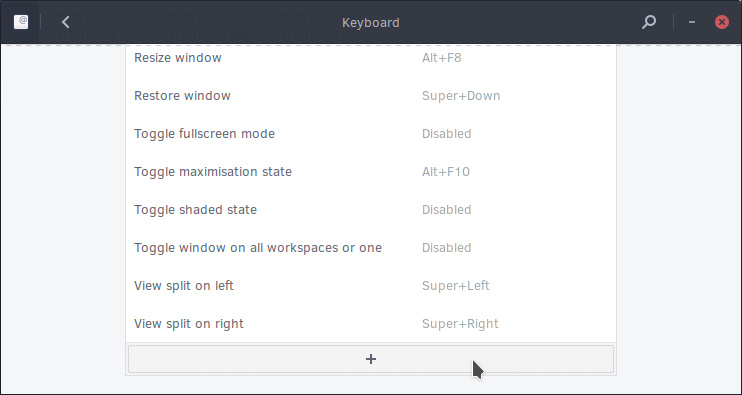 Keyboard
Resize window Alt+F8
Restore window Super+Down
Toggle fullscreen mode Disabled
Toggle maximisation state Alt+F10
Toggle shaded state Disabled
Toggle window on all workspaces or one Disabled
View split on left Super+Left
View split on right Super+Right
+